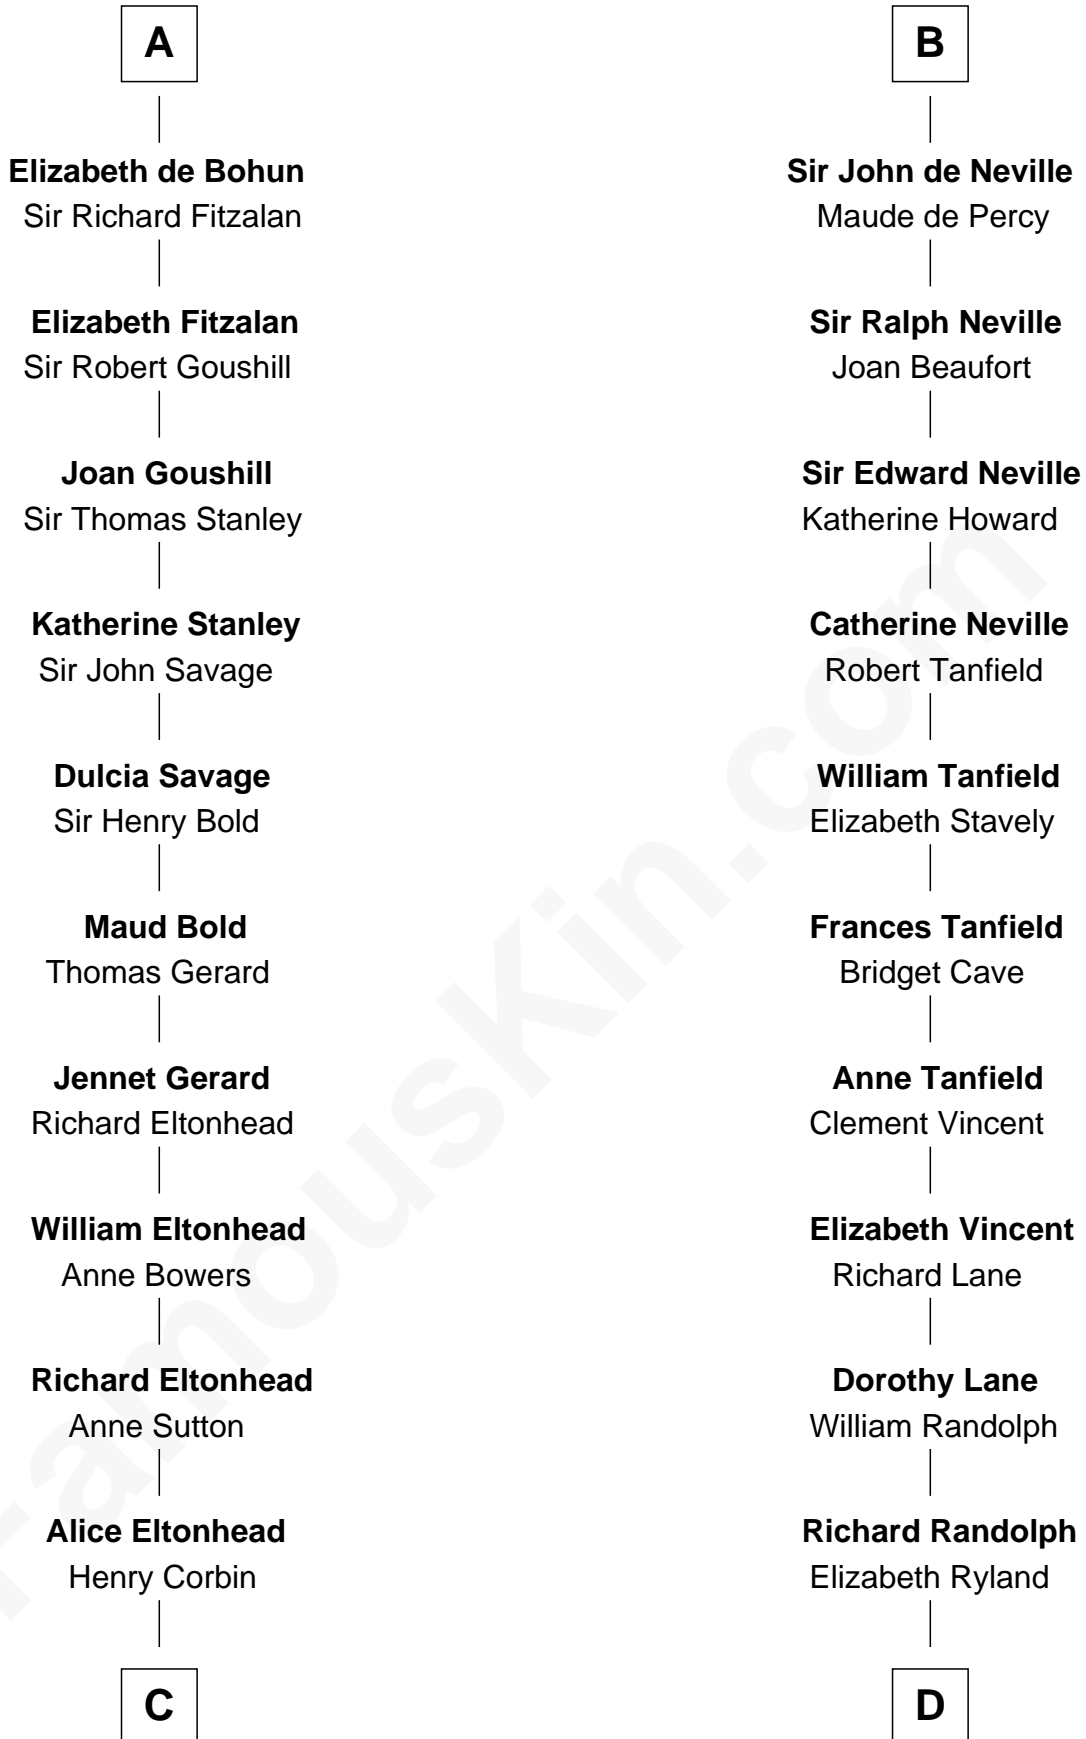 A
Elizabeth de Bohun
Sir Richard Fitzalan
Elizabeth Fitzalan
Sir Robert Goushill
Joan Goushill
Sir Thomas Stanley
Katherine Stanley
Sir John Savage
Dulcia Savage
Sir Henry Bold
Maud Bold
Thomas Gerard
Jennet Gerard
Richard Eltonhead
William Eltonhead
Anne Bowers
Richard Eltonhead
Anne Sutton
Alice Eltonhead
Henry Corbin
C
B
Sir John de Neville
Maude de Percy
Sir Ralph Neville
Joan Beaufort
Sir Edward Neville
Katherine Howard
Catherine Neville
Robert Tanfield
William Tanfield
Elizabeth Stavely
Frances Tanfield
Bridget Cave
Anne Tanfield
Clement Vincent
Elizabeth Vincent
Richard Lane
Dorothy Lane
William Randolph
Richard Randolph
Elizabeth Ryland
D
FamousKin.com